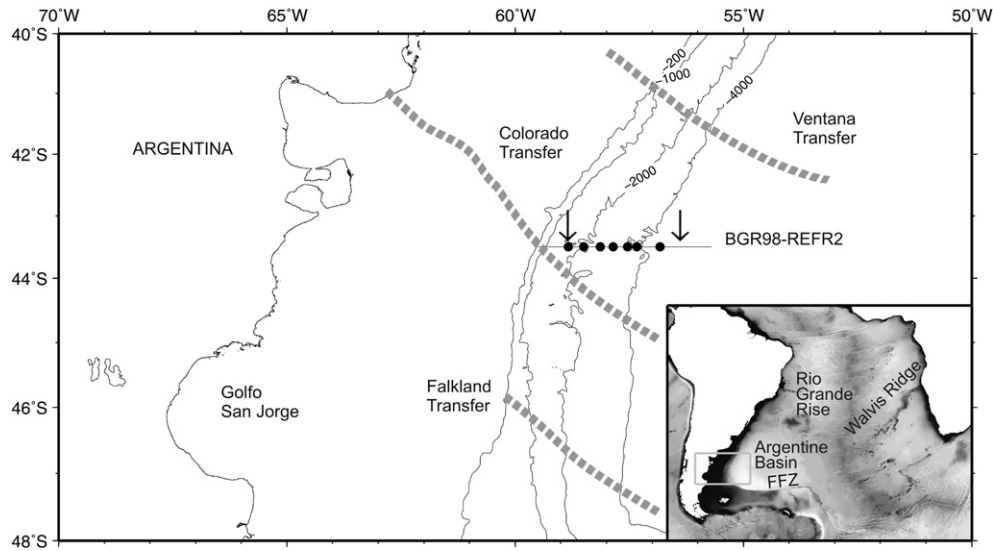 70˚W 65˚W 60˚W 55˚W 50˚W
40˚S
−200
−1000
−4000
Ventana
Transfer
Colorado
Transfer
ARGENTINA
42˚S
−2000
BGR98-REFR2
44˚S
Golfo
San Jorge
Falkland
Transfer
46˚S
48˚S
Rio
Grande
Rise
Walvis Ridge
Argentine
Basin
FFZ